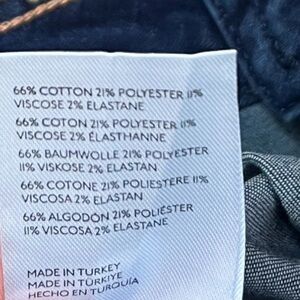 66% COTTON 21% POLYESTER 11%
VISCOSE 2% ELASTANE
66% COTON 21% POLYESTER 11%
VISCOSE 2% ÉLASTHANNE
66% BAUMWOLLE 21% POLYESTER
11% VISKOSE 2% ELASTAN
66% COTONE 21% POLIESTERE 11%
VISCOSA 2% ELASTAN
66% ALGODÓN 21% POLIÉSTER
11% VISCOSA 2% ELASTANO
MADE IN TURKEY
MADE IN TÜRKIYE
HECHO EN TURQUÍA